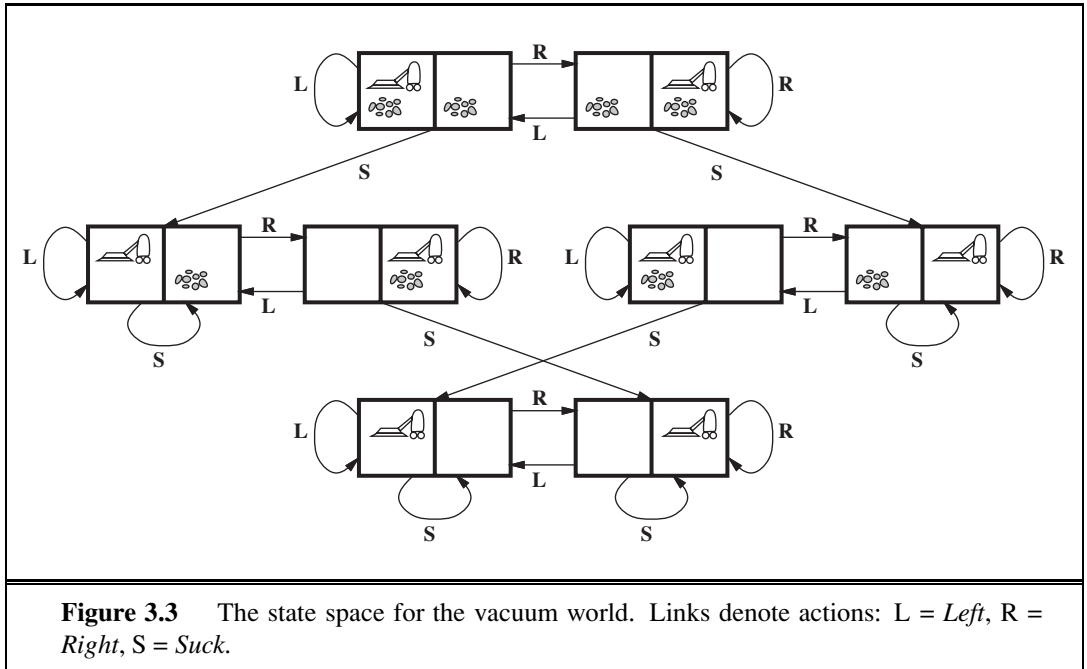 R
L R
L
S S
R R
L R L R
L L
S S
S S
R
L R
L
S S
Figure 3.3 The state space for the vacuum world. Links denote actions: L = Left, R =
Right, S = Suck.